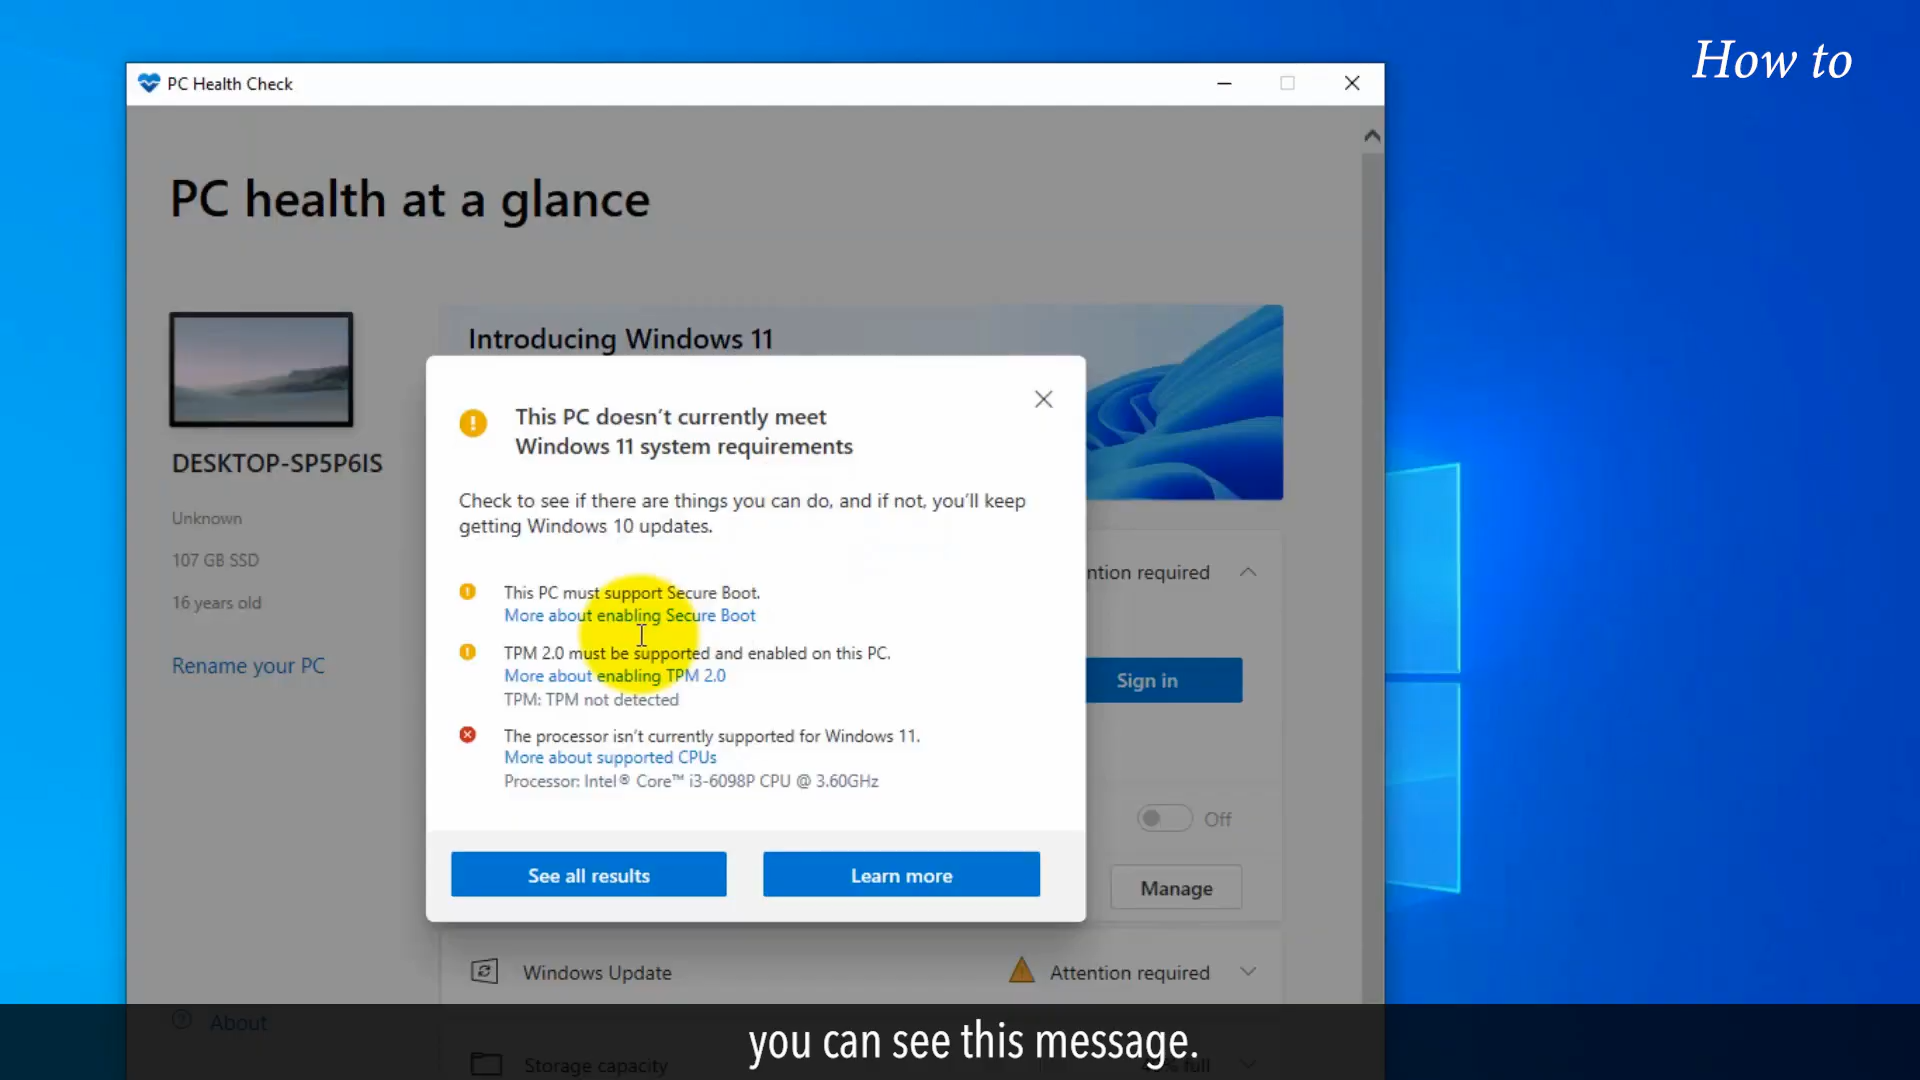 How to
PC Health Check
PC health at a glance
Introducing Windows 11
DESKTOP-SP5P6IS
Unknown
107 GB SSD
16 years old
Rename your PC
This PC doesn’t currently meet
Windows 11 system requirements
Check to see if there are things you can do, and if not, you’ll keep
getting Windows 10 updates.
This PC must support Secure Boot.
More about enabling Secure Boot
TPM 2.0 must be supported and enabled on this PC.
More about enabling TPM 2.0
TPM: TPM not detected
The processor isn’t currently supported for Windows 11.
More about supported CPUs
Processor: Intel® Core™ i3-6098P CPU @ 3.60GHz
See all results
Learn more
ntion required
Sign in
Off
Manage
Windows Update
Attention required
About
Storage capacity
full
you can see this message.